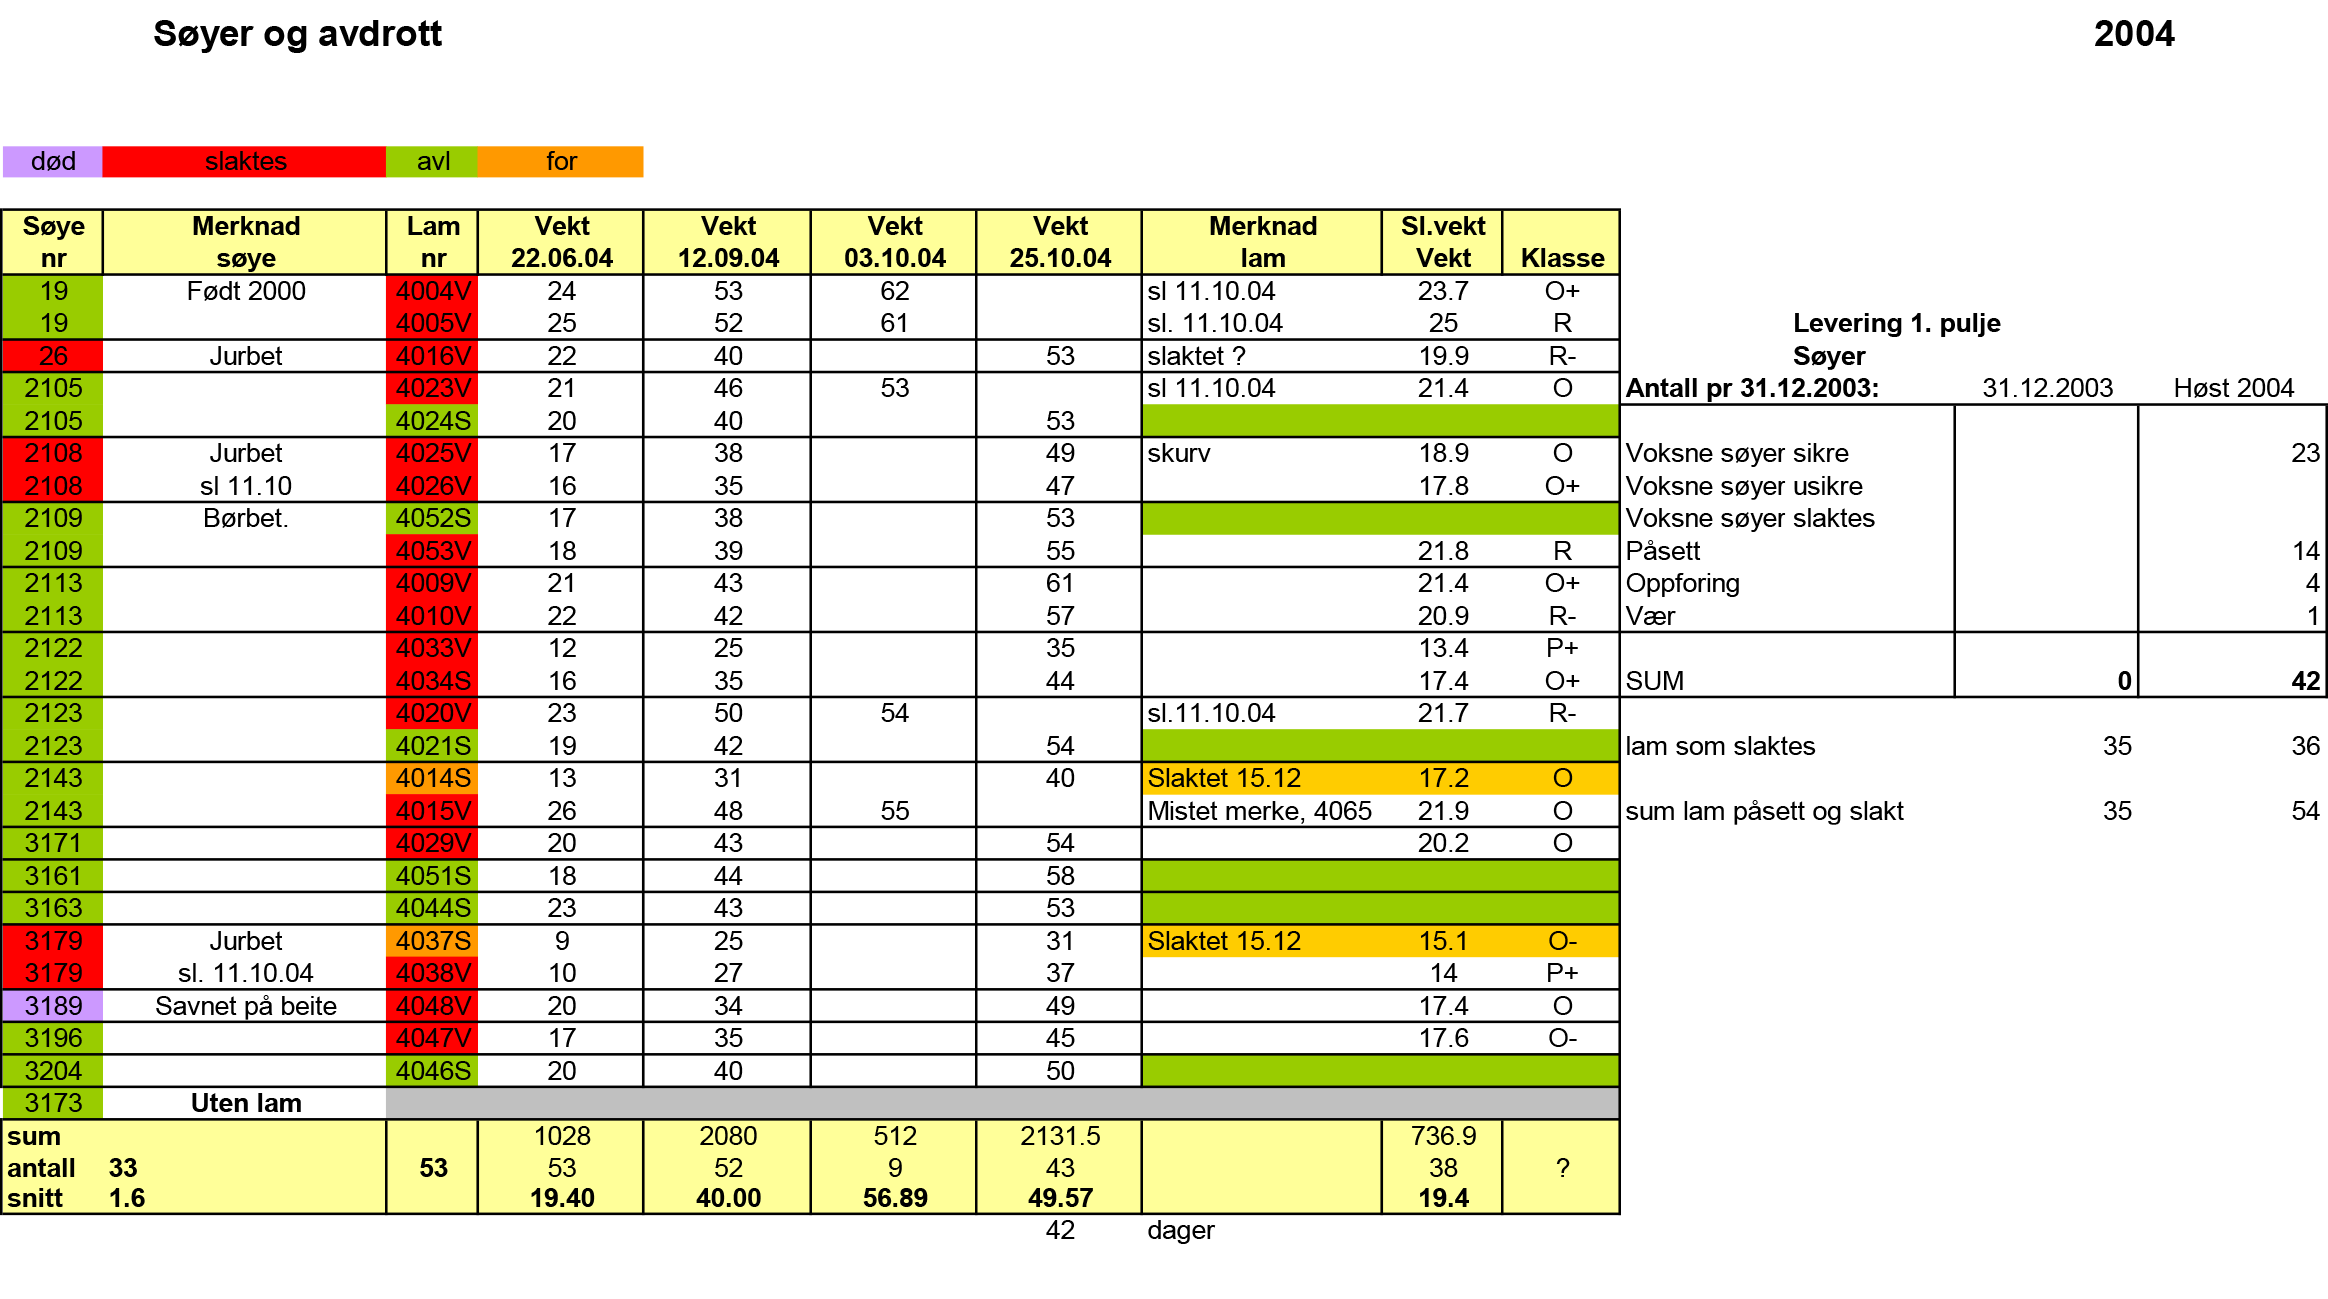 Søyer og avdrott 2004
død slaktes avl for
Søye Merknad Lam Vekt Vekt Vekt Vekt Merknad Sl.vekt
nr søye nr 22.06.04 12.09.04 03.10.04 25.10.04 lam Vekt Klasse
19 Født 2000 4004V 24 53 62 sl 11.10.04 23.7 O+
19 4005V 25 52 61 sl. 11.10.04 25 R Levering 1. pulje
26 Jurbet 4016V 22 40 53 slaktet ? 19.9 R- Søyer
2105 4023V 21 46 53 sl 11.10.04 21.4 O Antall pr 31.12.2003: 31.12.2003 Høst 2004
2105 4024S 20 40 53
2108 Jurbet 4025V 17 38 49 skurv 18.9 O Voksne søyer sikre 23
2108 sl 11.10 4026V 16 35 47 17.8 O+ Voksne søyer usikre
2109 Børbet. 4052S 17 38 53 Voksne søyer slaktes
2109 4053V 18 39 55 21.8 R Påsett 14
2113 4009V 21 43 61 21.4 O+ Oppforing 4
2113 4010V 22 42 57 20.9 R- Vær 1
2122 4033V 12 25 35 13.4 P+
2122 4034S 16 35 44 17.4 O+ SUM 0 42
2123 4020V 23 50 54 sl.11.10.04 21.7 R-
2123 4021S 19 42 54 lam som slaktes 35 36
2143 4014S 13 31 40 Slaktet 15.12 17.2 O
2143 4015V 26 48 55 Mistet merke, 4065 21.9 O sum lam påsett og slakt 35 54
3171 4029V 20 43 54 20.2 O
3161 4051S 18 44 58
3163 4044S 23 43 53
3179 Jurbet 4037S 9 25 31 Slaktet 15.12 15.1 O-
3179 sl. 11.10.04 4038V 10 27 37 14 P+
3189 Savnet på beite 4048V 20 34 49 17.4 O
3196 4047V 17 35 45 17.6 O-
3204 4046S 20 40 50
3173 Uten lam
sum 1028 2080 512 2131.5 736.9
antall 33 53 53 52 9 43 38 ?
snitt 1.6 19.40 40.00 56.89 49.57 19.4
42 dager